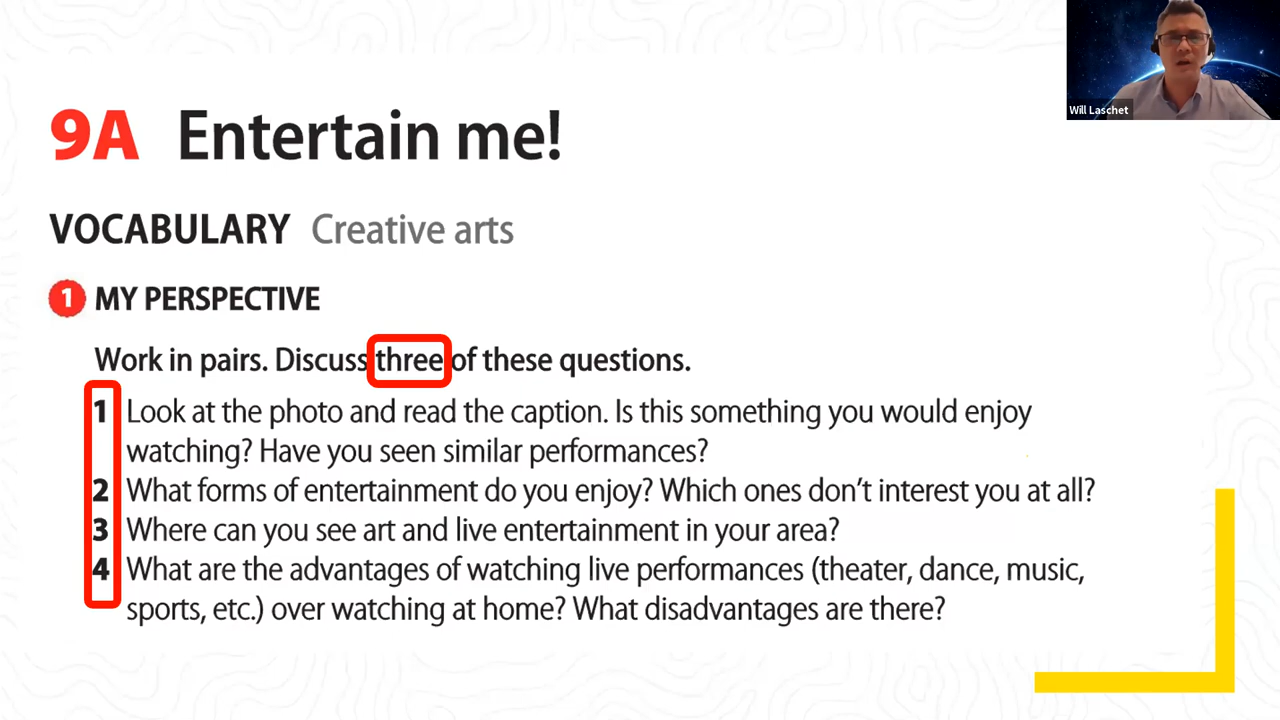 Will Laschet
9A Entertain me!
VOCABULARY Creative arts
1 MY PERSPECTIVE
Work in pairs. Discuss three of these questions.
1 Look at the photo and read the caption. Is this something you would enjoy
watching? Have you seen similar performances?
2 What forms of entertainment do you enjoy? Which ones don’t interest you at all?
3 Where can you see art and live entertainment in your area?
4 What are the advantages of watching live performances (theater, dance, music,
sports, etc.) over watching at home? What disadvantages are there?